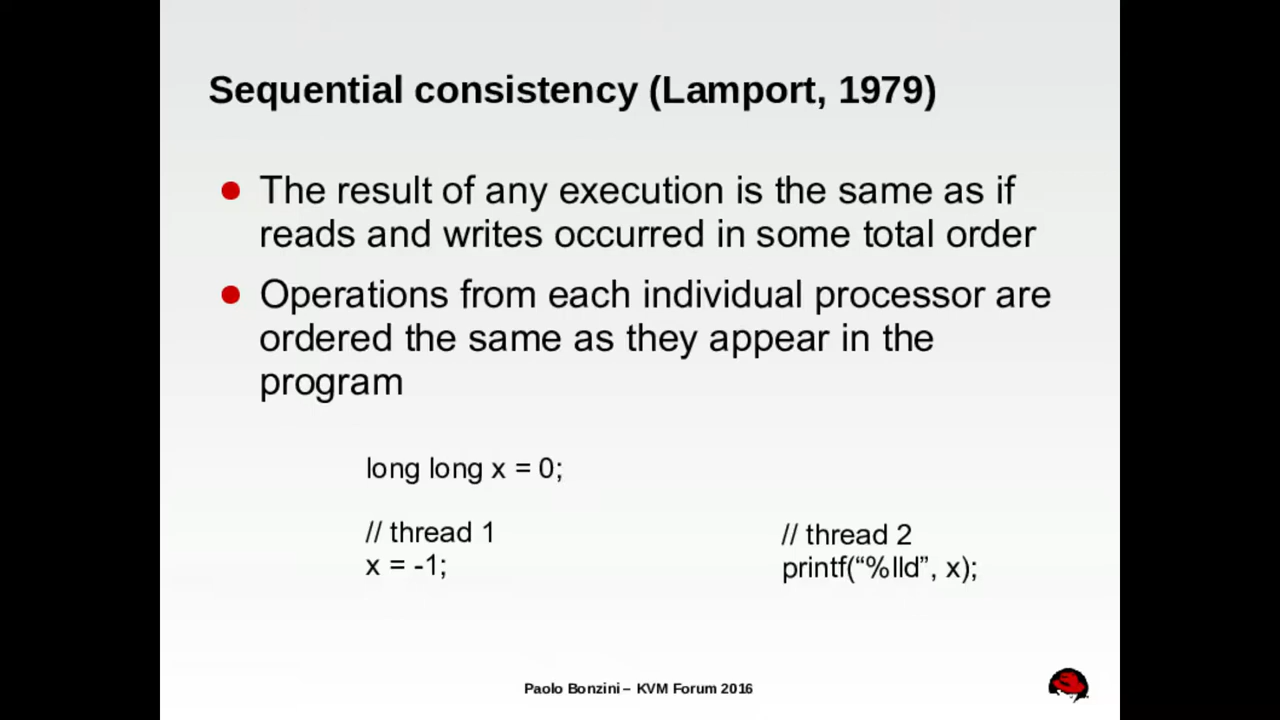 Sequential consistency (Lamport, 1979)
The result of any execution is the same as if
reads and writes occurred in some total order
Operations from each individual processor are
ordered the same as they appear in the
program
long long x = 0;
// thread 1
x = -1;
// thread 2
printf(“%lld”, x);
Paolo Bonzini – KVM Forum 2016